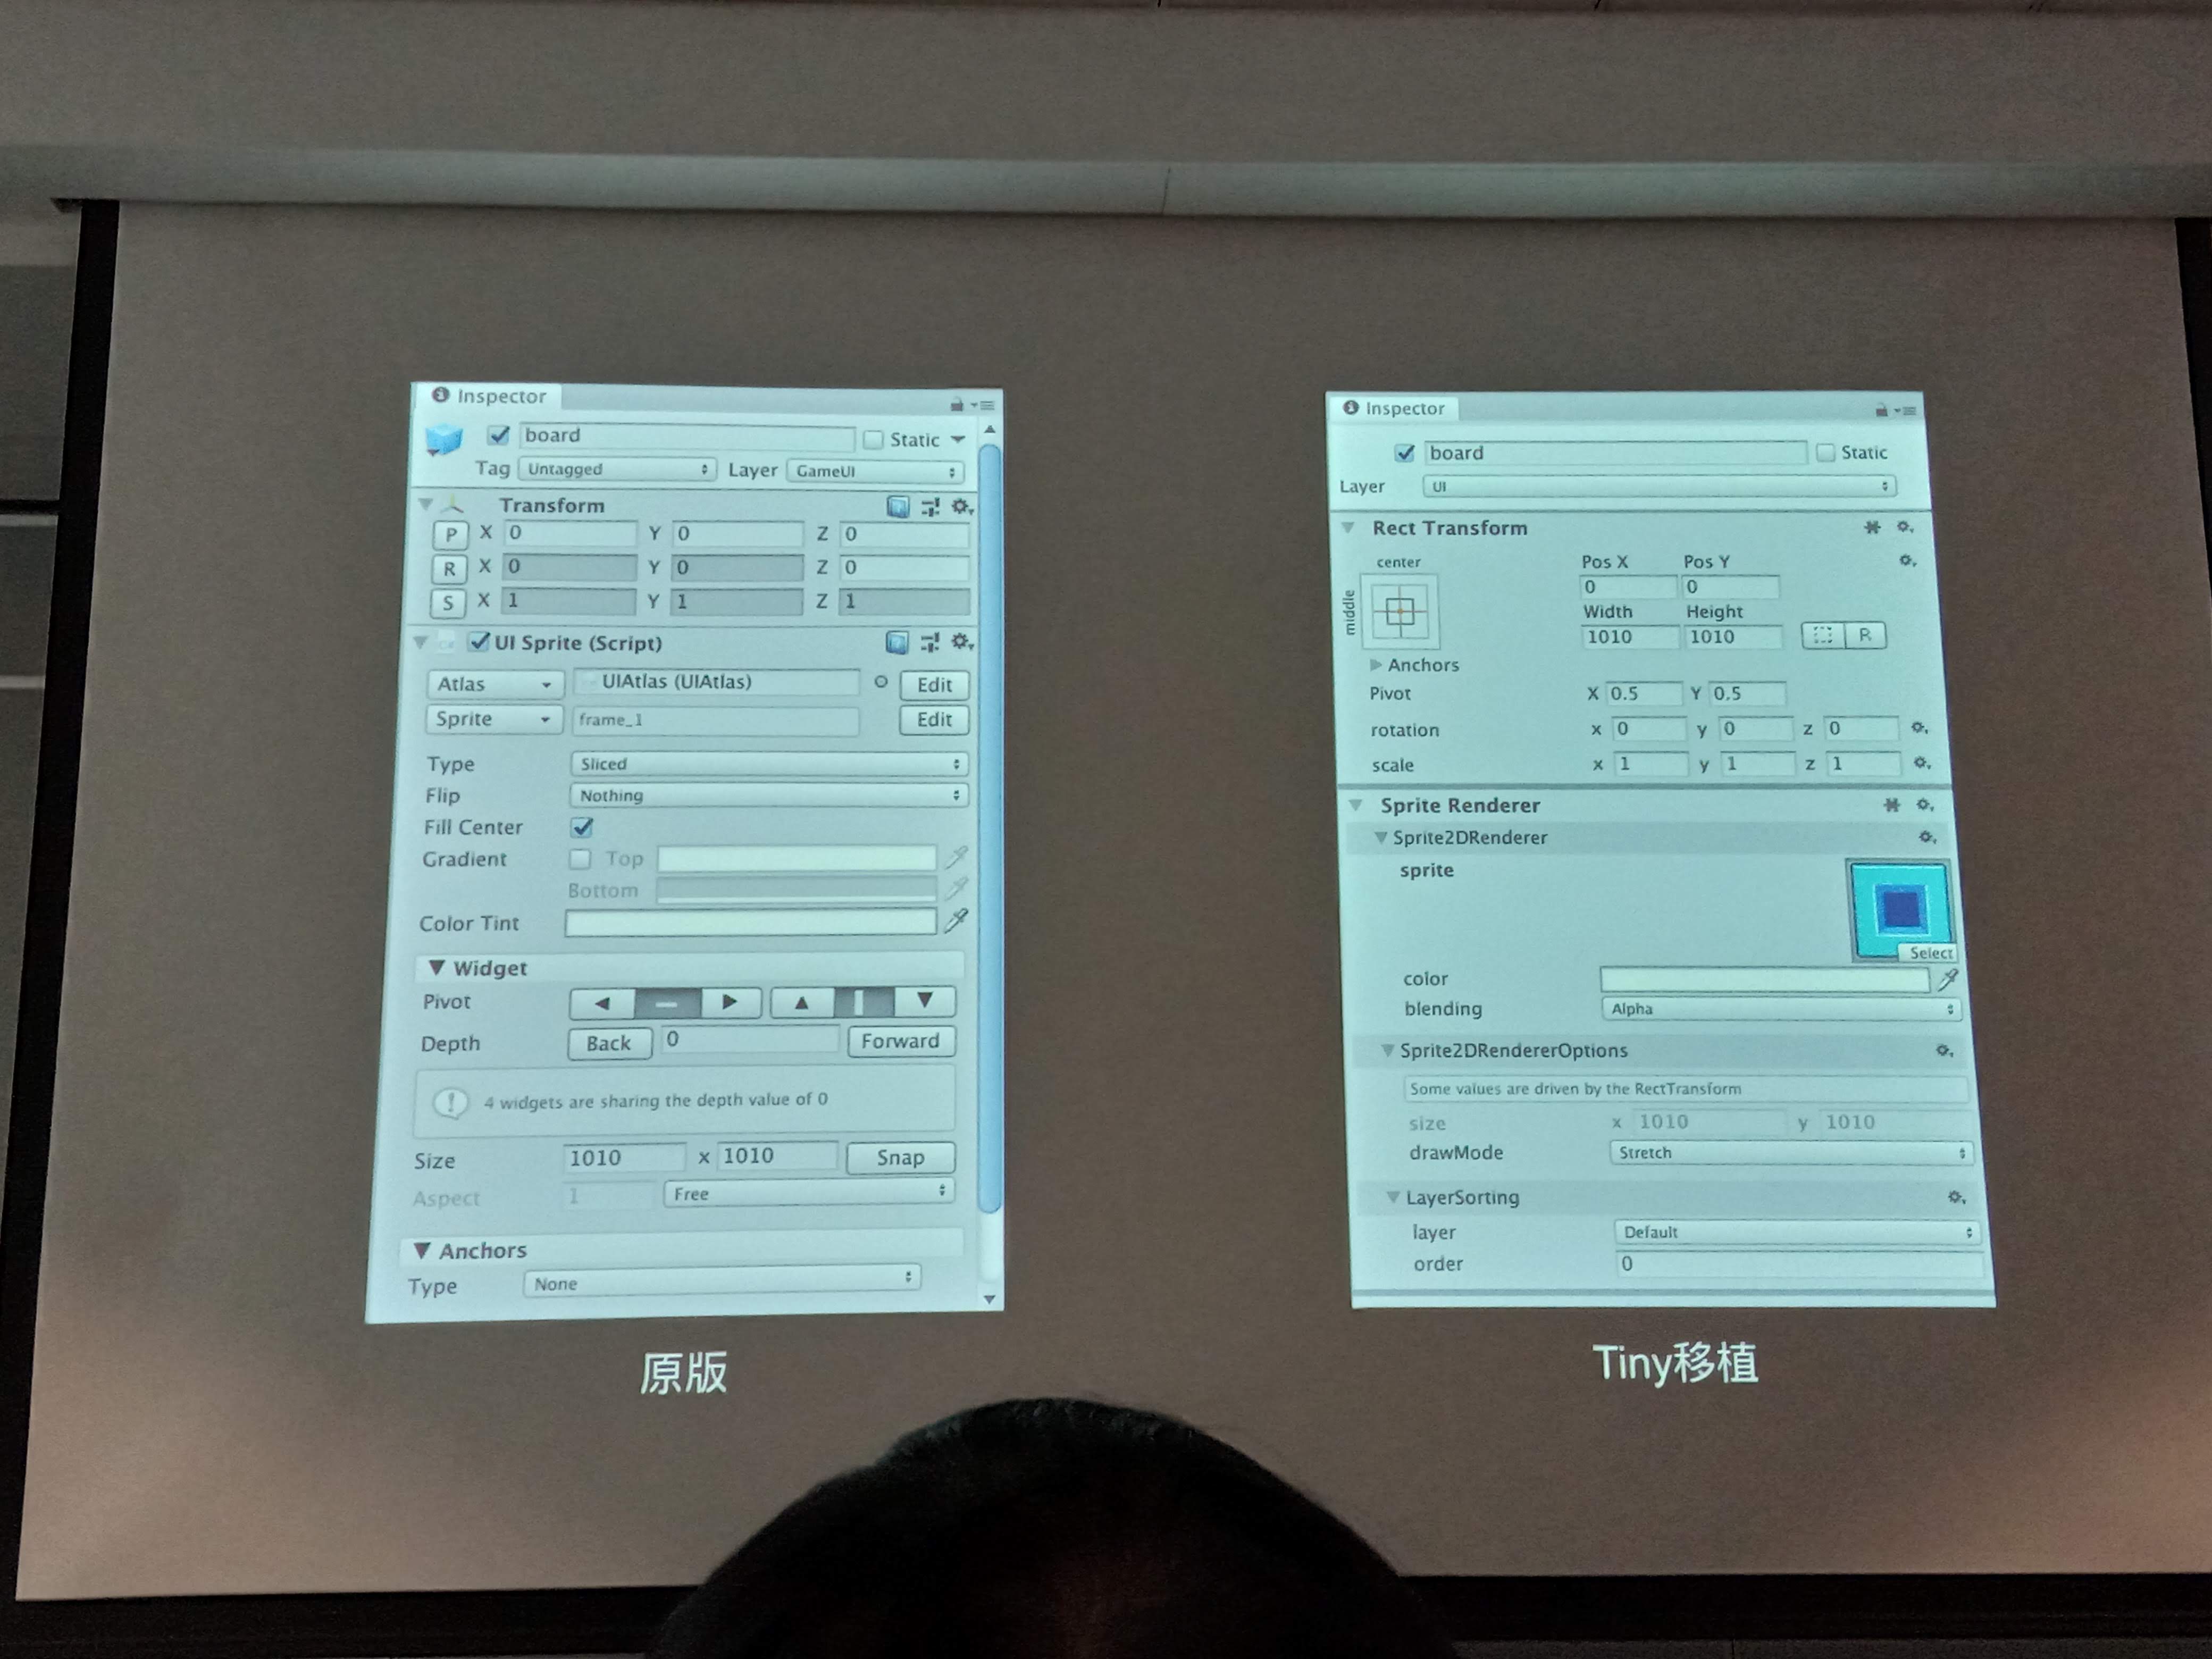 Inspector
board Static
Tag Untagged Layer GameUI
Transform
P X 0 Y 0 Z 0
R X 0 Y 0 Z 0
S X 1 Y 1 Z 1
UI Sprite (Script)
Atlas UIAtlas (UIAtlas) Edit
Sprite frame_1 Edit
Type Sliced
Flip Nothing
Fill Center
Gradient Top
Bottom
Color Tint
Widget
Pivot
Depth Back 0 Forward
4 widgets are sharing the depth value of 0
Size 1010 x 1010 Snap
Aspect 1 Free
Anchors
Type None
原版
Inspector
board Static
Layer UI
Rect Transform
center Pos X Pos Y
middle 0 0
Width Height
1010 1010 R
Anchors
Pivot X 0.5 Y 0.5
rotation x 0 y 0 z 0
scale x 1 y 1 z 1
Sprite Renderer
Sprite2DRenderer
sprite
Select
color
blending Alpha
Sprite2DRendererOptions
Some values are driven by the RectTransform
size x 1010 y 1010
drawMode Stretch
LayerSorting
layer Default
order 0
Tiny移植